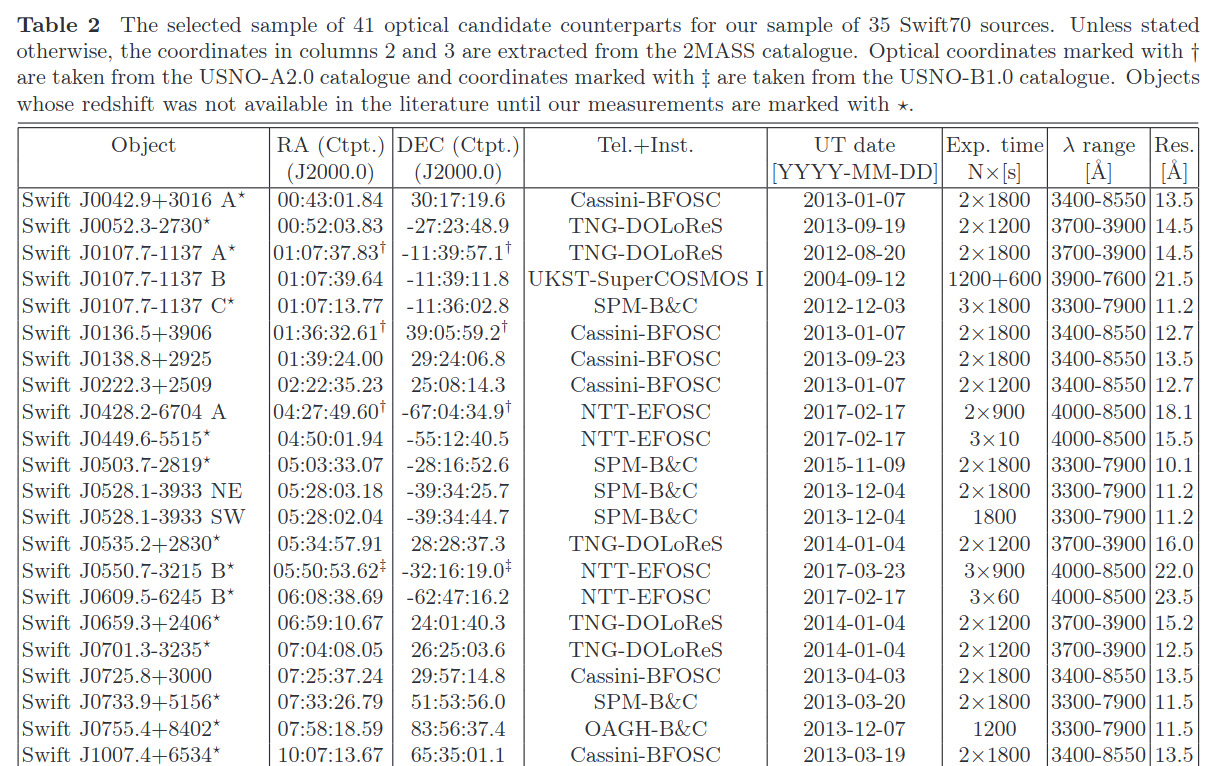 Table 2 The selected sample of 41 optical candidate counterparts for our sample of 35 Swift70 sources. Unless stated
otherwise, the coordinates in columns 2 and 3 are extracted from the 2MASS catalogue. Optical coordinates marked with †
are taken from the USNO-A2.0 catalogue and coordinates marked with ‡ are taken from the USNO-B1.0 catalogue. Objects
whose redshift was not available in the literature until our measurements are marked with ⋆.
Object RA (Ctpt.) DEC (Ctpt.) Tel.+Inst. UT date Exp. time λ range Res.
(J2000.0) (J2000.0) [YYYY-MM-DD] N×[s] [Å] [Å]
Swift J0042.9+3016 A⋆ 00:43:01.84 30:17:19.6 Cassini-BFOSC 2013-01-07 2×1800 3400-8550 13.5
Swift J0052.3-2730⋆ 00:52:03.83 -27:23:48.9 TNG-DOLoReS 2013-09-19 2×1200 3700-3900 14.5
Swift J0107.7-1137 A⋆ 01:07:37.83† -11:39:57.1† TNG-DOLoReS 2012-08-20 2×1800 3700-3900 14.5
Swift J0107.7-1137 B 01:07:39.64 -11:39:11.8 UKST-SuperCOSMOS I 2004-09-12 1200+600 3900-7600 21.5
Swift J0107.7-1137 C⋆ 01:07:13.77 -11:36:02.8 SPM-B&C 2012-12-03 3×1800 3300-7900 11.2
Swift J0136.5+3906 01:36:32.61† 39:05:59.2† Cassini-BFOSC 2013-01-07 2×1800 3400-8550 12.7
Swift J0138.8+2925 01:39:24.00 29:24:06.8 Cassini-BFOSC 2013-09-23 2×1800 3400-8550 13.5
Swift J0222.3+2509 02:22:35.23 25:08:14.3 Cassini-BFOSC 2013-01-07 2×1200 3400-8550 12.7
Swift J0428.2-6704 A 04:27:49.60† -67:04:34.9† NTT-EFOSC 2017-02-17 2×900 4000-8500 18.1
Swift J0449.6-5515⋆ 04:50:01.94 -55:12:40.5 NTT-EFOSC 2017-02-17 3×10 4000-8500 15.5
Swift J0503.7-2819⋆ 05:03:33.07 -28:16:52.6 SPM-B&C 2015-11-09 2×1800 3300-7900 10.1
Swift J0528.1-3933 NE 05:28:03.18 -39:34:25.7 SPM-B&C 2013-12-04 2×1800 3300-7900 11.2
Swift J0528.1-3933 SW 05:28:02.04 -39:34:44.7 SPM-B&C 2013-12-04 1800 3300-7900 11.2
Swift J0535.2+2830⋆ 05:34:57.91 28:28:37.3 TNG-DOLoReS 2014-01-04 2×1200 3700-3900 16.0
Swift J0550.7-3215 B⋆ 05:50:53.62‡ -32:16:19.0‡ NTT-EFOSC 2017-03-23 3×900 4000-8500 22.0
Swift J0609.5-6245 B⋆ 06:08:38.69 -62:47:16.2 NTT-EFOSC 2017-02-17 3×60 4000-8500 23.5
Swift J0659.3+2406⋆ 06:59:10.67 24:01:40.3 TNG-DOLoReS 2014-01-04 2×1200 3700-3900 15.2
Swift J0701.3-3235⋆ 07:04:08.05 26:25:03.6 TNG-DOLoReS 2014-01-04 2×1200 3700-3900 12.5
Swift J0725.8+3000 07:25:37.24 29:57:14.8 Cassini-BFOSC 2013-04-03 2×1800 3400-8550 13.5
Swift J0733.9+5156⋆ 07:33:26.79 51:53:56.0 SPM-B&C 2013-03-20 2×1800 3300-7900 11.5
Swift J0755.4+8402⋆ 07:58:18.59 83:56:37.4 OAGH-B&C 2013-12-07 1200 3300-7900 11.5
Swift J1007.4+6534⋆ 10:07:13.67 65:35:01.1 Cassini-BFOSC 2013-03-19 2×1800 3400-8550 13.5